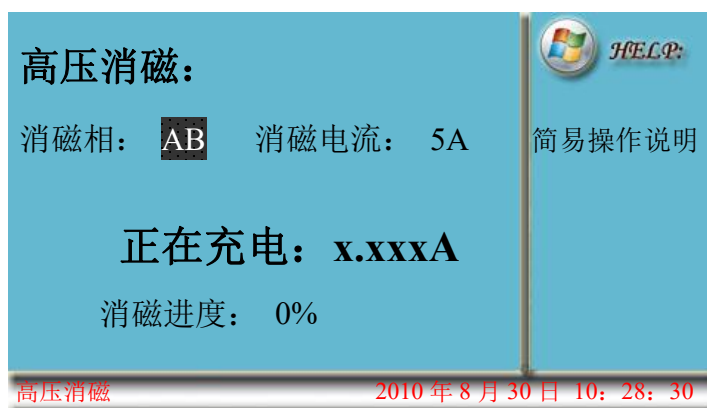 高压消磁：
HELP:
消磁相： AB 消磁电流： 5A
简易操作说明
正在充电：x.xxxA
消磁进度： 0%
高压消磁 2010 年 8 月 30 日 10：28：30